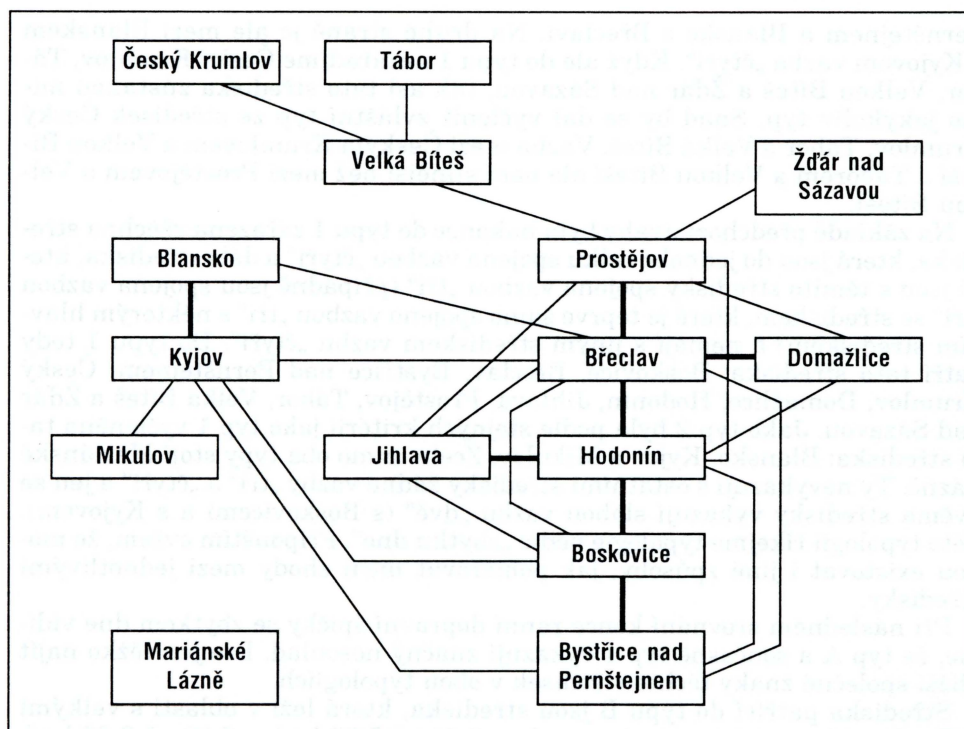 Český Krumlov
Tábor
Velká Bíteš
Žďár nad
Sázavou
Blansko
Prostějov
Kyjov
Břeclav
Domažlice
Mikulov
Jihlava
Hodonín
Boskovice
Mariánské
Lázně
Bystřice nad
Pernštejnem